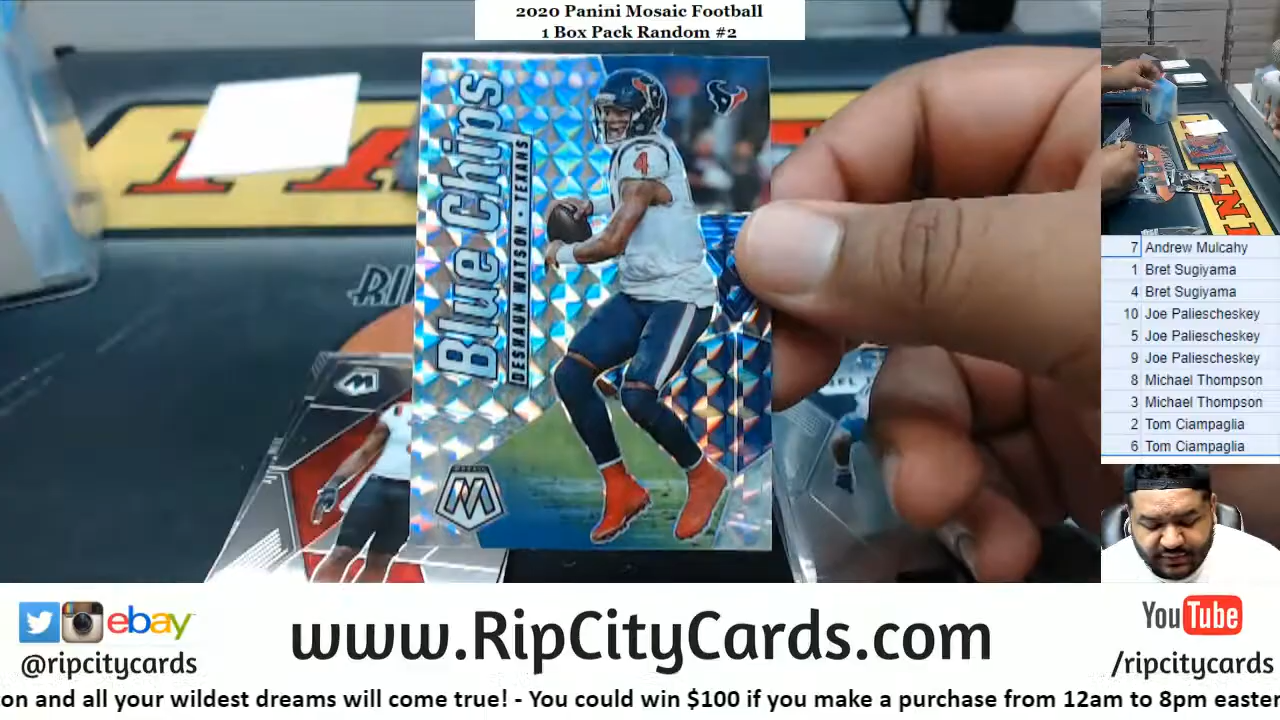 2020 Panini Mosaic Football
1 Box Pack Random #2
Blue Chips
DESHAUN WATSON • TEXANS
4
MOSAIC
7 Andrew Mulcahy
1 Bret Sugiyama
4 Bret Sugiyama
10 Joe Paliescheskey
5 Joe Paliescheskey
9 Joe Paliescheskey
8 Michael Thompson
3 Michael Thompson
2 Tom Ciampaglia
6 Tom Ciampaglia
ebay
@ripcitycards
www.RipCityCards.com
YouTube
/ripcitycards
on and all your wildest dreams will come true! - You could win $100 if you make a purchase from 12am to 8pm easter